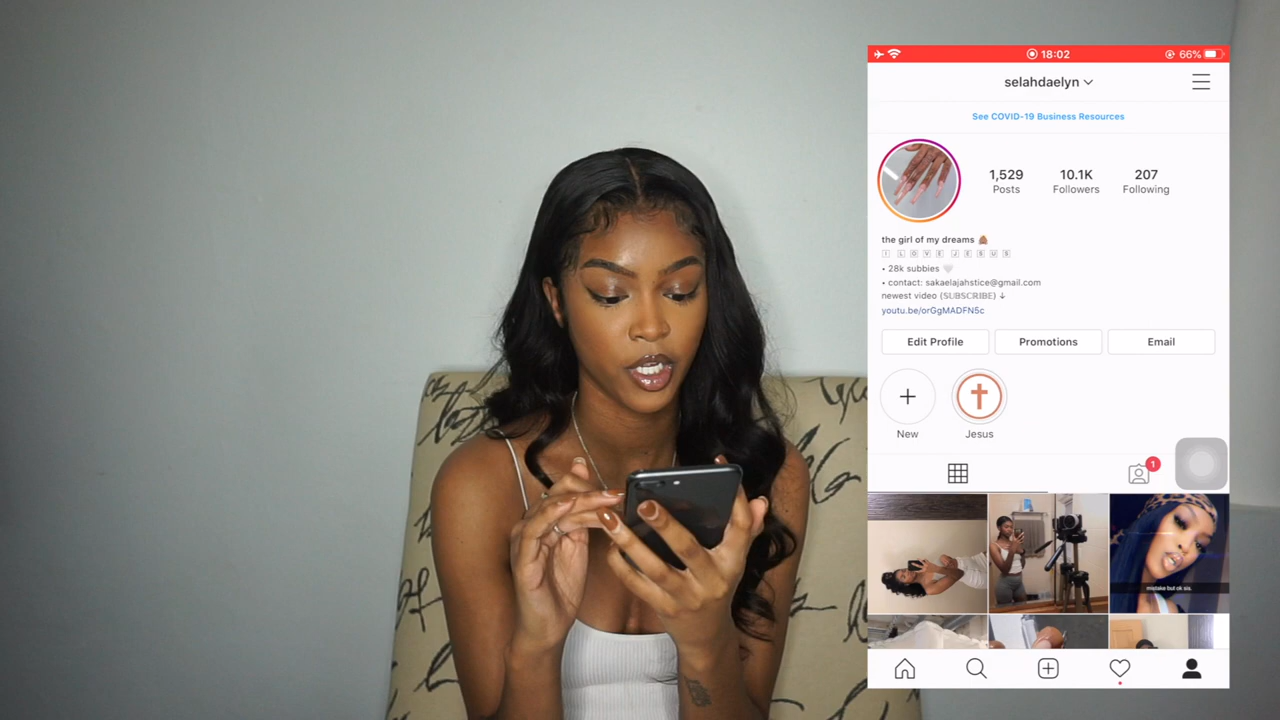 18:02
66%
selahdaelyn
See COVID-19 Business Resources
1,529
10.1K
207
Posts
Followers
Following
the girl of my dreams
I LOVE JESUS
• 28k subbies
• contact: sakaelajahstice@gmail.com
newest video (SUBSCRIBE) ↓
youtu.be/orGgMADFN5c
Edit Profile
Promotions
Email
New
Jesus
1
mistake but ok sis.